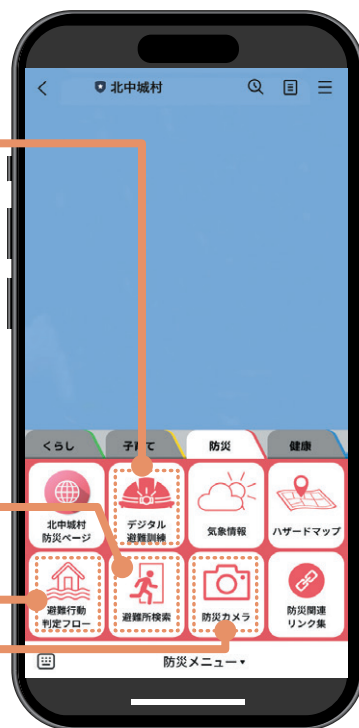 北中城村
くらし
子育て
防災
健康
北中城村
防災ページ
デジタル
避難訓練
気象情報
ハザードマップ
避難行動
判定フロー
避難所検索
防災カメラ
防災関連
リンク集
防災メニュー▾